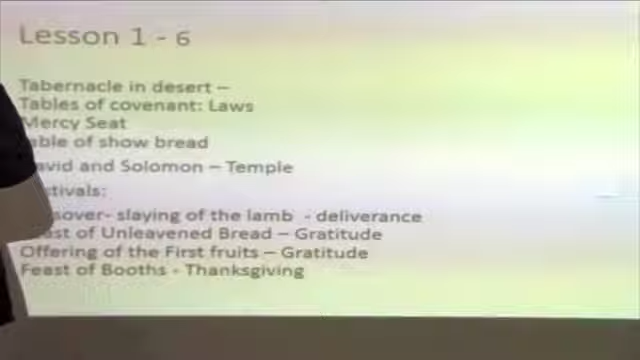 Lesson 1 - 6
Tabernacle in desert –
Tables of covenant: Laws
Mercy Seat
able of show bread
avid and Solomon – Temple
stivals:
sover- slaying of the lamb - deliverance
st of Unleavened Bread – Gratitude
Offering of the First fruits – Gratitude
Feast of Booths - Thanksgiving